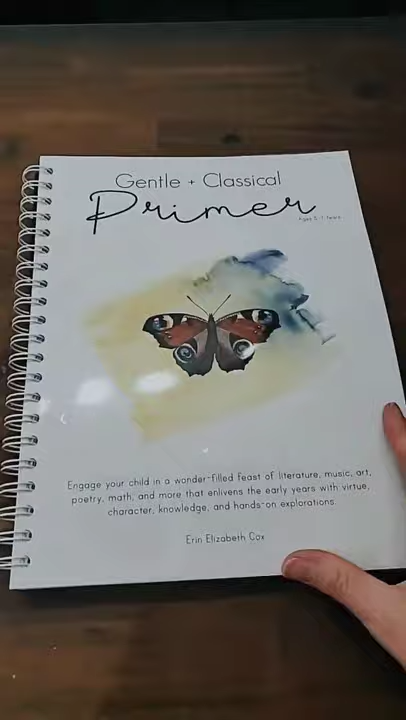 Gentle + Classical
Primer
Ages 5-7 Years
Engage your child in a wonder-filled feast of literature, music, art,
poetry, math, and more that enlivens the early years with virtue,
character, knowledge, and hands-on explorations.
Erin Elizabeth Cox